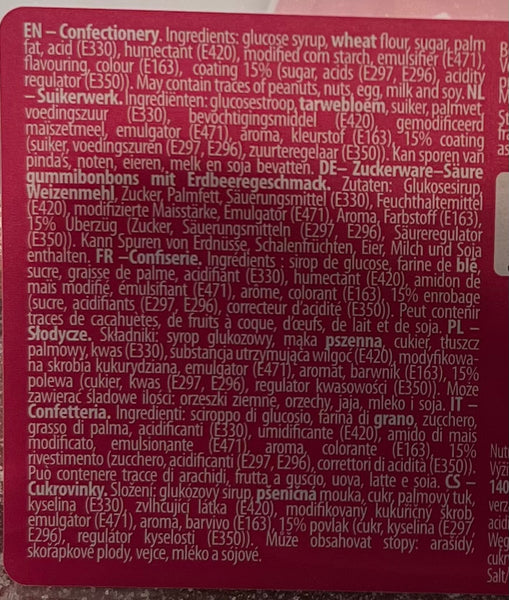 EN – Confectionery. Ingredients: glucose syrup, wheat flour, sugar, palm
fat, acid (E330), humectant (E420), modified corn starch, emulsifier (E471),
flavouring, colour (E163), coating 15% (sugar, acids (E297, E296), acidity
regulator (E350)). May contain traces of peanuts, nuts, egg, milk and soy. NL
– Suikerwerk. Ingrediënten: glucosestroop, tarwebloem, suiker, palmvet,
voedingszuur (E330), bevochtigingsmiddel (E420), gemodificeerd
maïszetmeel, emulgator (E471), aroma, kleurstof (E163), 15% coating
(suiker, voedingszuren (E297, E296), zuurteregelaar (E350)). Kan sporen van
pinda's, noten, eieren, melk en soja bevatten. DE– Zuckerware–Säure
gummibonbons mit Erdbeeregeschmack. Zutaten: Glukosesirup,
Weizenmehl, Zucker, Palmfett, Säuerungsmittel (E330), Feuchthaltemittel
(E420), modifizierte Maisstärke, Emulgator (E471), Aroma, Farbstoff (E163),
15% Überzug (Zucker, Säuerungsmitteln (E297, E296), Säureregulator
(E350)). Kann Spuren von Erdnüsse, Schalenfrüchten, Eier, Milch und Soja
enthalten. FR –Confiserie. Ingrédients : sirop de glucose, farine de blé,
sucre, graisse de palme, acidifiant (E330), humectant (E420), amidon de
maïs modifié, émulsifiant (E471), arôme, colorant (E163), 15% enrobage
(sucre, acidifiants (E297, E296), correcteur d'acidité (E350)). Peut contenir
traces de cacahuètes, de fruits à coque, d'œufs, de lait et de soja. PL –
Słodycze. Składniki: syrop glukozowy, mąka pszenna, cukier, tłuszcz
palmowy, kwas (E330), substancja utrzymująca wilgoć (E420), modyfikowa-
na skrobia kukurydziana, emulgator (E471), aromat, barwnik (E163), 15%
polewa (cukier, kwas (E297, E296), regulator kwasowości (E350)). Może
zawierać śladowe ilości: orzeszki ziemne, orzechy, jaja, mleko i soja. IT –
Confetteria. Ingredienti: sciroppo di glucosio, farina di grano, zucchero,
grasso di palma, acidificanti (E330), umidificante (E420), amido di mais
modificato, emulsionante (E471), aroma, colorante (E163), 15%
rivestimento (zucchero, acidificanti (E297, E296), correttori di acidità (E350)).
Può contenere tracce di arachidi, frutta a guscio, uova, latte e soia. CS –
Cukrovinky. Složení: glukózový sirup, pšeničná mouka, cukr, palmový tuk,
kyselina (E330), zvlhčující látka (E420), modifikovaný kukuřičný škrob,
emulgátor (E471), aroma, barvivo (E163), 15% povlak (cukr, kyselina (E297,
E296), regulátor kyselosti (E350)). Může obsahovat stopy: arašídy,
skořápkové plody, vejce, mléko a sójové.
Nutr
140
Salt/